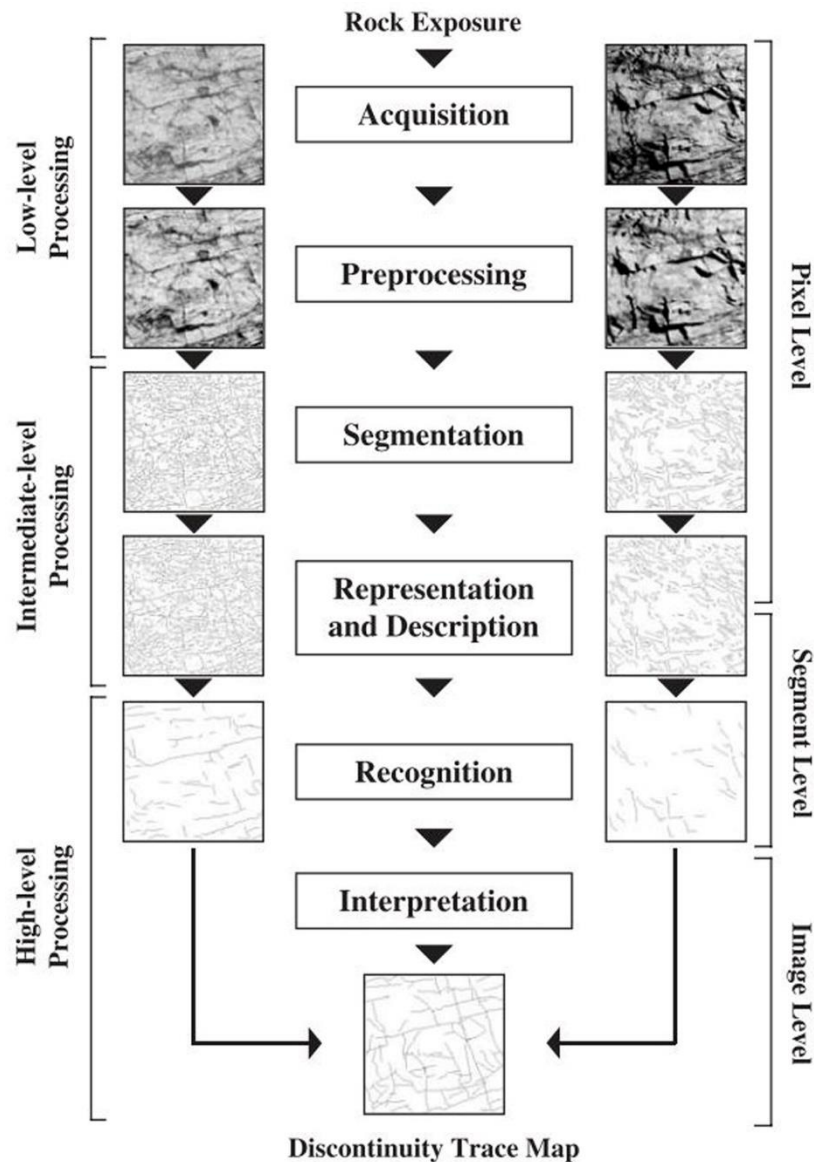 Rock Exposure
Acquisition
Low-level
Processing
Preprocessing
Pixel Level
Segmentation
Intermediate-level
Processing
Representation
and Description
Segment Level
Recognition
High-level
Processing
Interpretation
Image Level
Discontinuity Trace Map